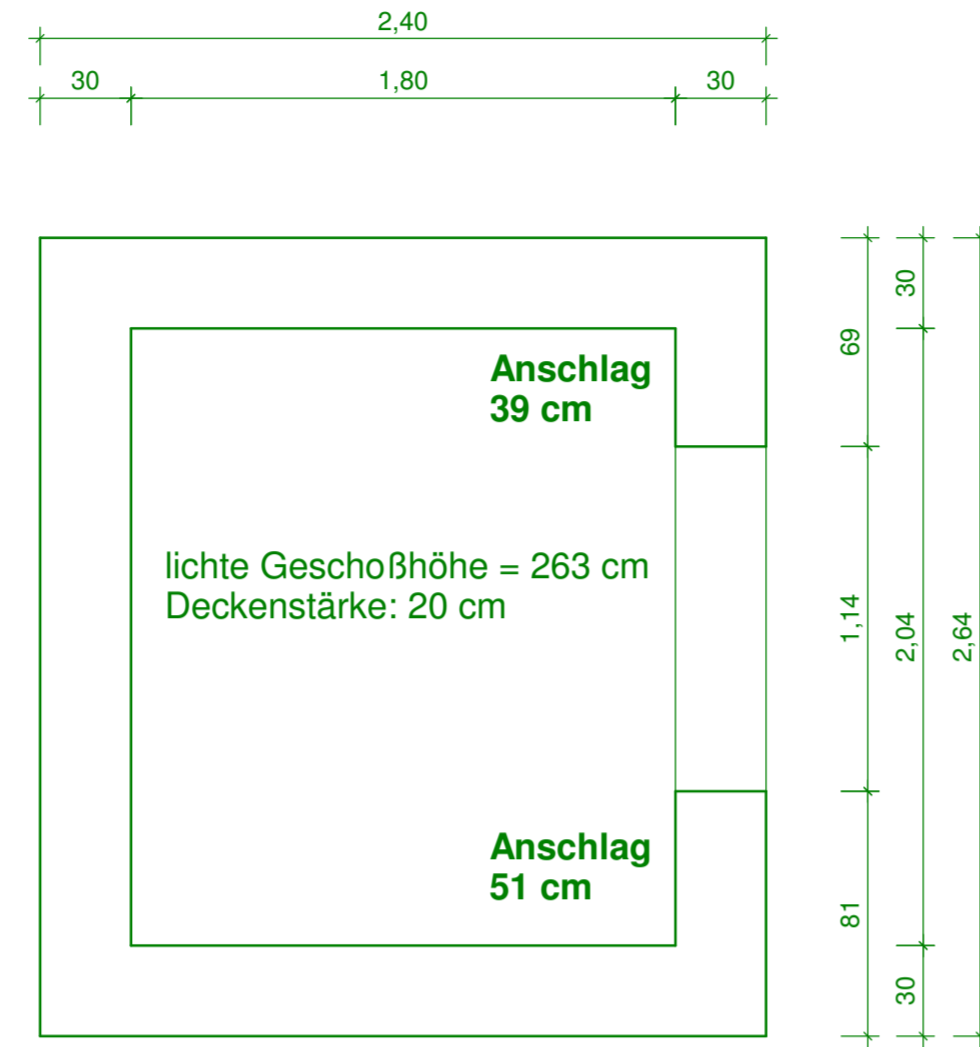 2,40
30
1,80
30
30
69
Anschlag
39 cm
lichte Geschoßhöhe = 263 cm
Deckenstärke: 20 cm
1,14
2,04
2,64
Anschlag
51 cm
81
30